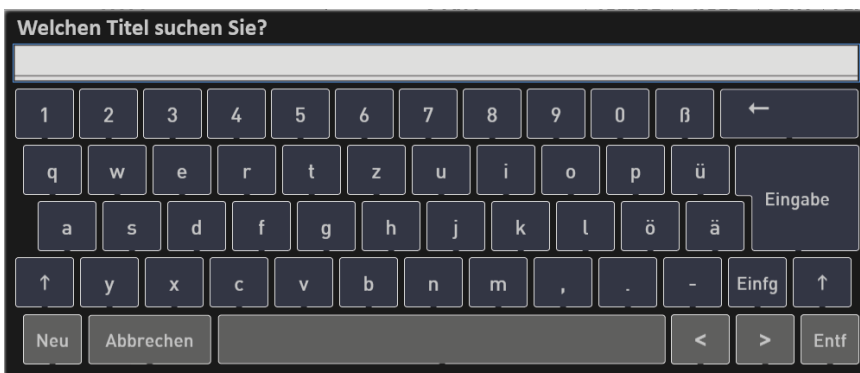 Welchen Titel suchen Sie?
1 2 3 4 5 6 7 8 9 0 ß ←
q w e r t z u i o p ü Eingabe
a s d f g h j k l ö ä
↑ y x c v b n m , . - Einfg ↑
Neu Abbrechen < > Entf